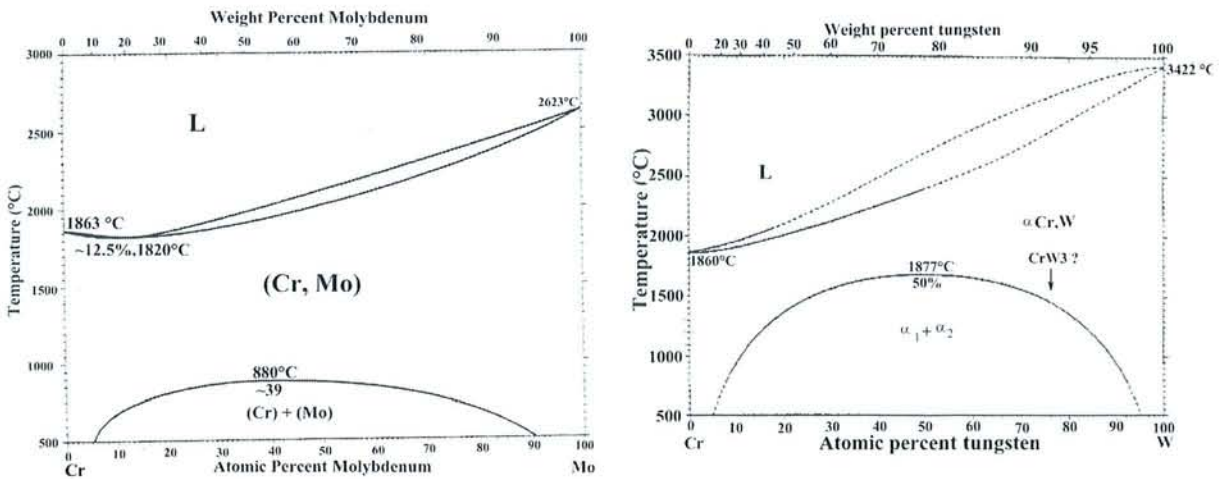 Weight Percent Molybdenum
0 10 20 30 40 50 60 70 80 90 100
3000
2500
2000
1500
1000
500
Temperature (°C)
2623°C
L
1863 °C
~12.5%,1820°C
(Cr, Mo)
880°C
~39
(Cr) + (Mo)
0 10 20 30 40 50 60 70 80 90 100
Cr
Atomic Percent Molybdenum
Mo
Weight percent tungsten
0 20 30 40 50 60 70 80 90 95 100
3500
3000
2500
2000
1500
1000
500
Temperature (°C)
3422 °C
L
αCr,W
1860°C
CrW3 ?
1877°C
50%
α1 + α2
0 10 20 30 40 50 60 70 80 90 100
Cr
Atomic percent tungsten
W